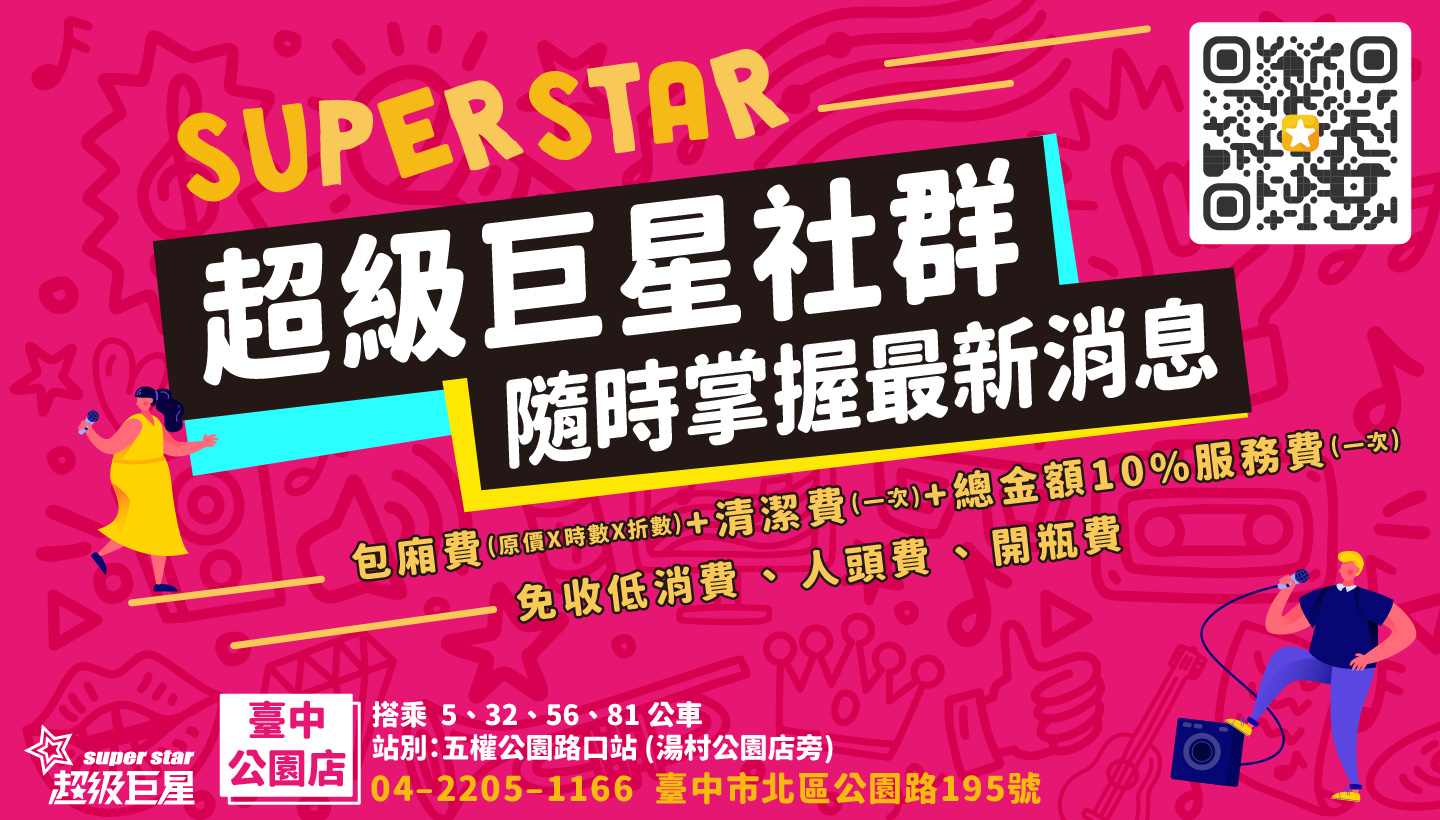 SUPER STAR
超級巨星社群
隨時掌握最新消息
包廂費(原價X時數X折數)+清潔費(一次)+總金額10%服務費(一次)
免收低消費、人頭費、開瓶費
super star
超級巨星
臺中
公園店
搭乘 5、32、56、81 公車
站別:五權公園路口站 (湯村公園店旁)
04-2205-1166 臺中市北區公園路195號